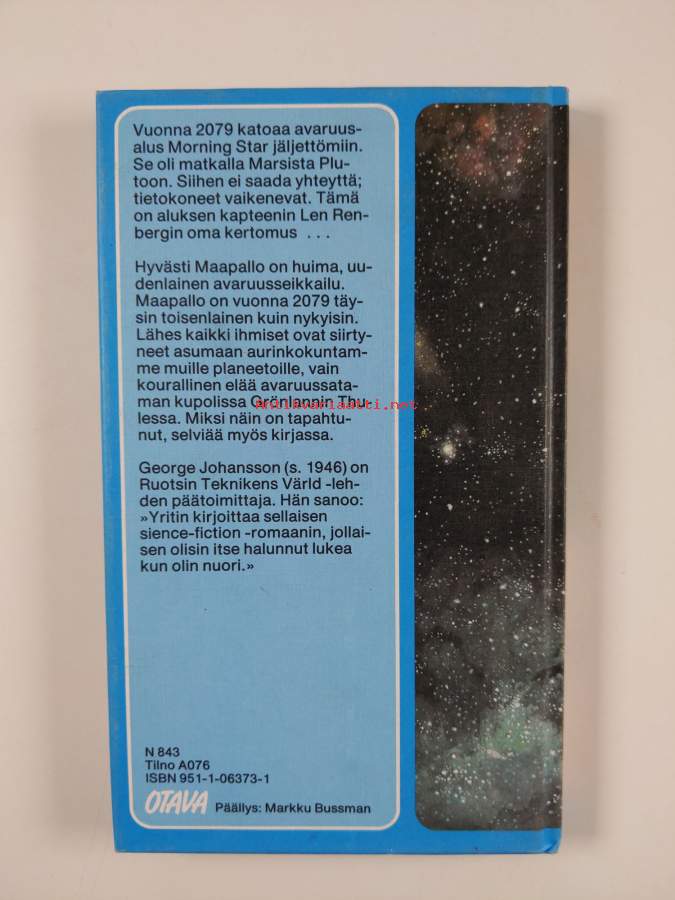 Vuonna 2079 katoaa avaruus-
alus Morning Star jäljettömiin.
Se oli matkalla Marsista Plu-
toon. Siihen ei saada yhteyttä;
tietokoneet vaikenevat. Tämä
on aluksen kapteenin Len Ren-
bergin oma kertomus ...
Hyvästi Maapallo on huima, uu-
denlainen avaruusseikkailu.
Maapallo on vuonna 2079 täy-
sin toisenlainen kuin nykyisin.
Lähes kaikki ihmiset ovat siirty-
neet asumaan aurinkokuntam-
me muille planeetoille, vain
kourallinen elää avaruussata-
man kupolissa Grönlannin Thu-
Antikvariaatti.net
lessa. Miksi näin on tapahtu-
nut, selviää myös kirjassa.
George Johansson (s. 1946) on
Ruotsin Teknikens Värld -leh-
den päätoimittaja. Hän sanoo:
»Yritin kirjoittaa sellaisen
sience-fiction -romaanin, jollai-
sen olisin itse halunnut lukea
kun olin nuori.»
N 843
Tilno A076
ISBN 951-1-06373-1
OTAVA Päällys: Markku Bussman